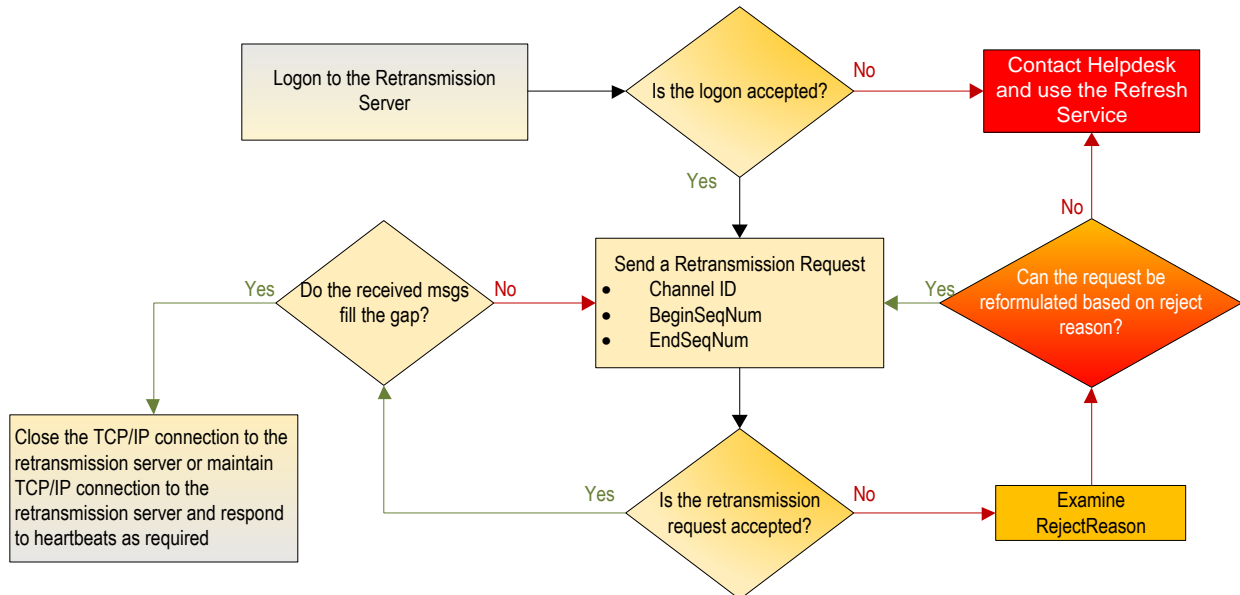 Logon to the Retransmission
Server
Is the logon accepted?
No
Contact Helpdesk
and use the Refresh
Service
Yes
No
Send a Retransmission Request
• Channel ID
• BeginSeqNum
• EndSeqNum
Yes
Do the received msgs
fill the gap?
No
Yes
Can the request be
reformulated based on reject
reason?
Close the TCP/IP connection to the
retransmission server or maintain
TCP/IP connection to the
retransmission server and respond
to heartbeats as required
Yes
Is the retransmission
request accepted?
No
Examine
RejectReason